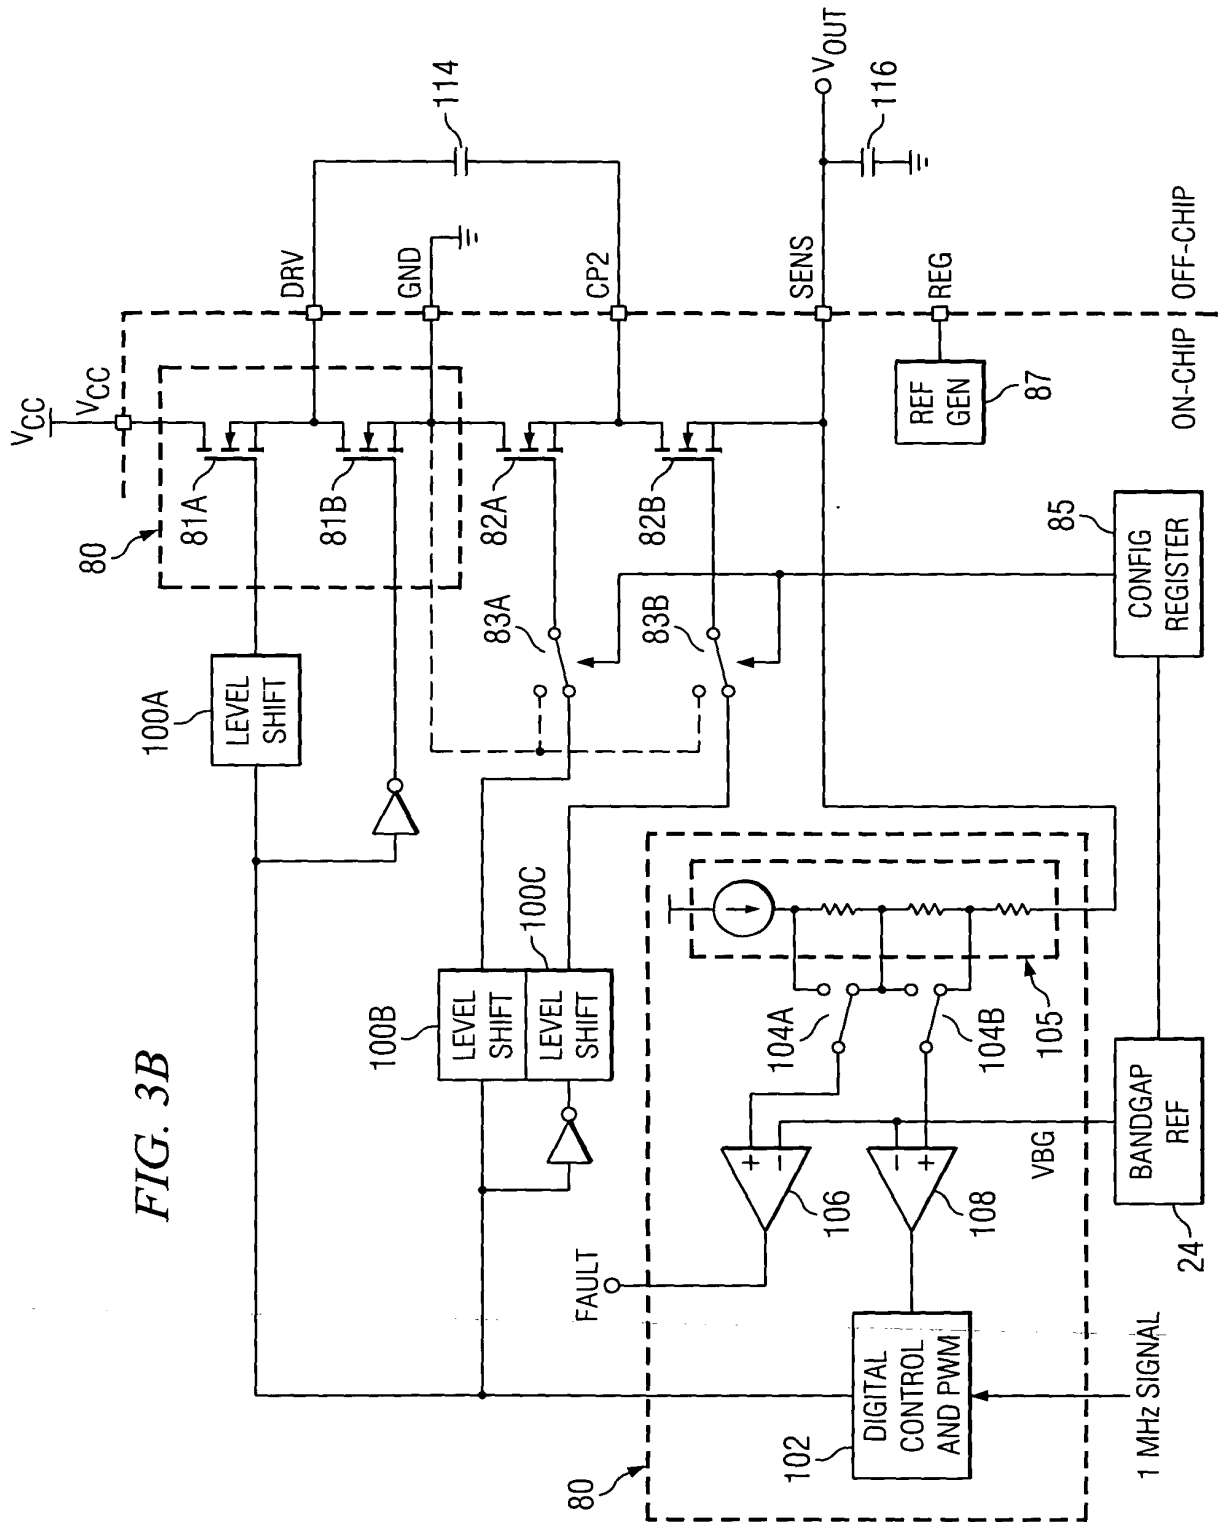 FIG. 3B
VCC
VCC
80
81A
81B
82A
82B
DRV
GND
CP2
SENS
REG
VOUT
114
116
REF
GEN
87
ON-CHIP
OFF-CHIP
100A
LEVEL
SHIFT
83A
83B
85
CONFIG
REGISTER
100B
LEVEL
SHIFT
100C
LEVEL
SHIFT
104A
104B
105
106
108
VBG
BANDGAP
REF
24
FAULT
80
102
DIGITAL
CONTROL
AND PWM
1 MHz SIGNAL
+
−
−
+